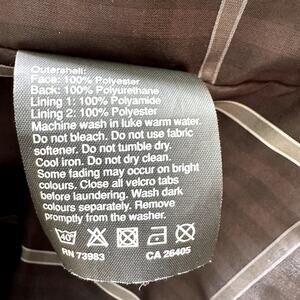 Outershell:
Face: 100% Polyester
Back: 100% Polyurethane
Lining 1: 100% Polyamide
Lining 2: 100% Polyester
Machine wash in luke warm water.
Do not bleach. Do not use fabric
softener. Do not tumble dry.
Cool iron. Do not dry clean.
Some fading may occur on bright
colours. Close all velcro tabs
before laundering. Wash dark
colours separately. Remove
promptly from the washer.
40°
RN 73983 CA 26405